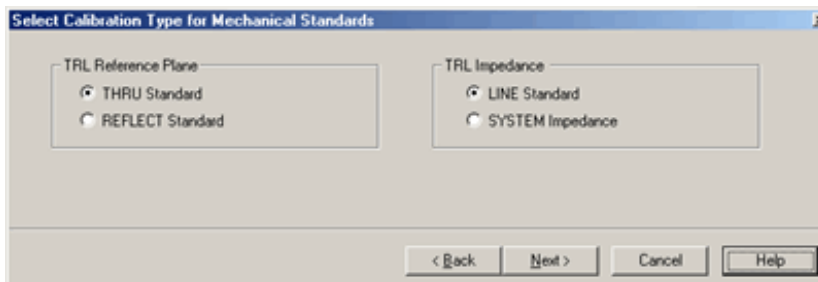 Select Calibration Type for Mechanical Standards
TRL Reference Plane
THRU Standard
REFLECT Standard
TRL Impedance
LINE Standard
SYSTEM Impedance
< Back
Next >
Cancel
Help